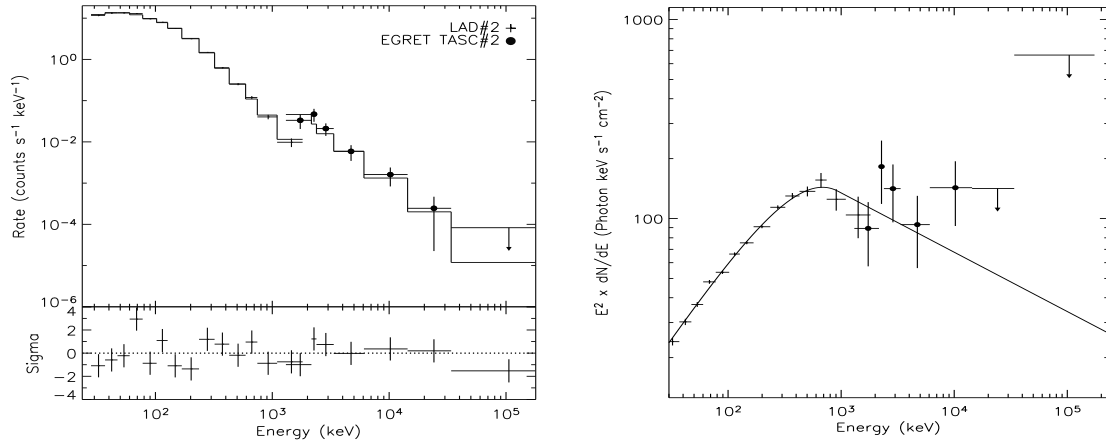 LAD#2
EGRET TASC#2
Rate (counts s⁻¹ keV⁻¹)
10⁰
10⁻²
10⁻⁴
10⁻⁶
Sigma
4
2
0
−2
−4
10² 10³ 10⁴ 10⁵
Energy (keV)
E² x dN/dE (Photon keV s⁻¹ cm⁻²)
1000
100
10² 10³ 10⁴ 10⁵
Energy (keV)